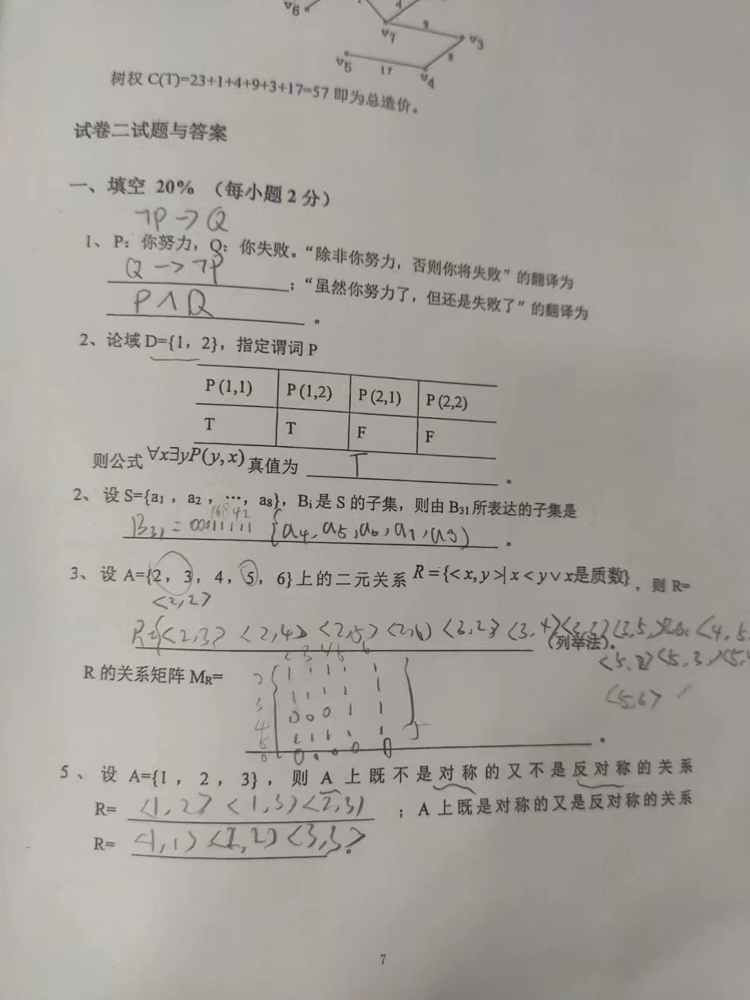 v6
4
v7
9
v3
3
v5
17
v4
树权 C(T)=23+1+4+9+3+17=57 即为总造价。
试卷二试题与答案
一、填空 20% （每小题2分）
¬P→Q
1、 P：你努力，Q：你失败。“除非你努力，否则你将失败”的翻译为
Q→¬P ；“虽然你努力了，但还是失败了”的翻译为
P∧Q 。
2、论域 D={1，2}，指定谓词 P
P(1,1) P(1,2) P(2,1) P(2,2)
T T F F
则公式 ∀x∃yP(y,x) 真值为 T 。
2、 设 S={a1 ，a2 ，…，a8}，Bi 是 S 的子集，则由 B31 所表达的子集是
16 8 4 2
B31 = 00011111 {a4, a5, a6, a7, a8} 。
3、 设 A={2，3，4，5，6}上的二元关系 R={<x,y>|x<y∨x是质数}，则 R=
<2,2>
R={<2,3> <2,4> <2,5> <2,6> <3,2> <3,4> <3,3> <3,5> <4,5
（列举法）。
<5,2> <5,3> <5,4
<5,6>
R 的关系矩阵 MR=
2 3 4 5 6
2 1 1 1 1 1
3 1 1 1 1 1
4 0 0 0 1 1
5 1 1 1 1 1
6 0 0 0 0 0
。
5、 设 A={1，2，3}，则 A 上既不是对称的又不是反对称的关系
R= <1,2> <1,3> <2,3> ；A 上既是对称的又是反对称的关系
R= <1,1> <2,2> <3,3> 。
7